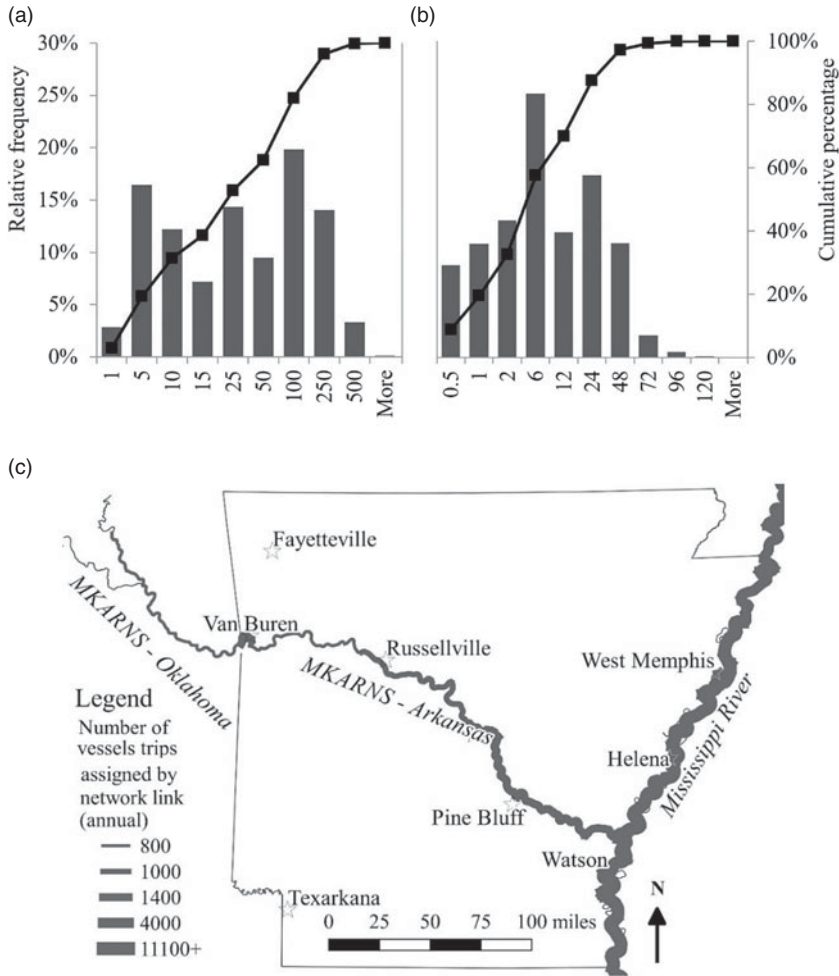 (a)
(b)
Relative frequency
30%
25%
20%
15%
10%
5%
0%
1
5
10
15
25
50
100
250
500
More
100%
80%
60%
40%
20%
0%
Cumulative percentage
0.5
1
2
6
12
24
48
72
96
120
More
(c)
Fayetteville
MKARNS - Oklahoma
Van Buren
Russellville
MKARNS - Arkansas
West Memphis
Mississippi River
Helena
Pine Bluff
Watson
Texarkana
Legend
Number of
vessels trips
assigned by
network link
(annual)
800
1000
1400
4000
11100+
0 25 50 75 100 miles
N